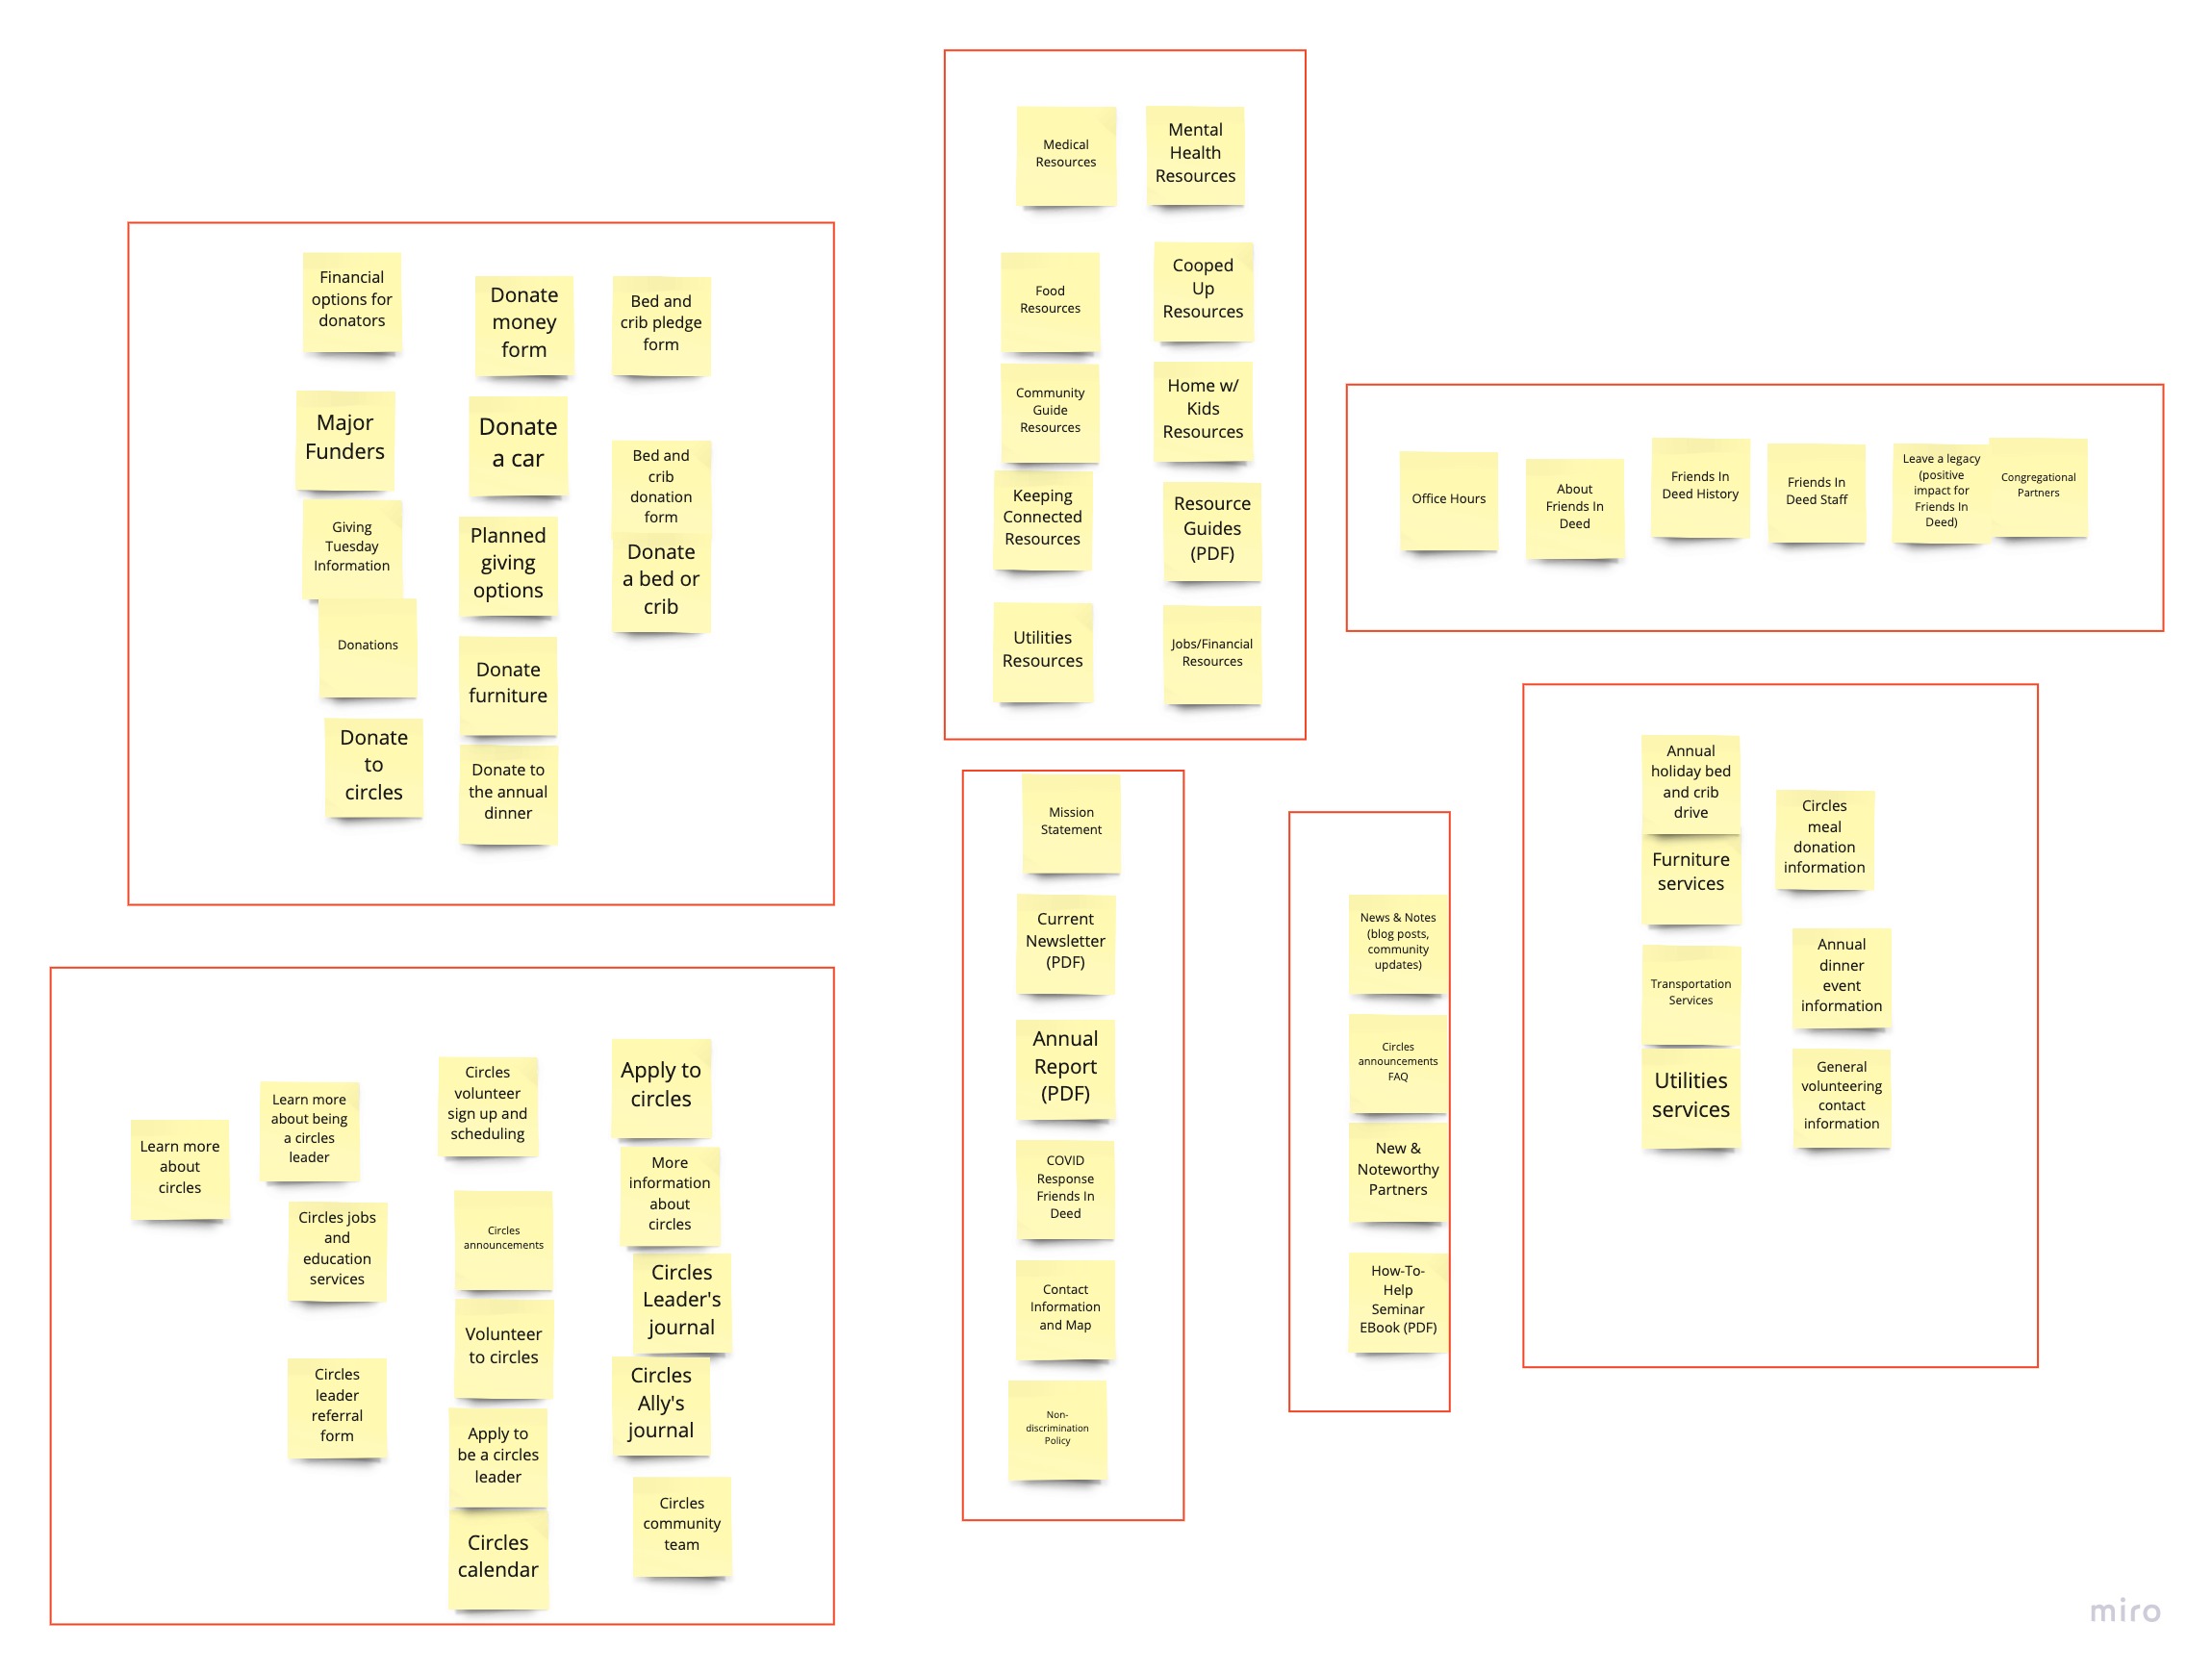 Financial
options for
donators
Donate
money
form
Bed and
crib pledge
form
Major
Funders
Donate
a car
Bed and
crib
donation
form
Giving
Tuesday
Information
Planned
giving
options
Donate
a bed or
crib
Donations
Donate
furniture
Donate
to
circles
Donate to
the annual
dinner
Medical
Resources
Mental
Health
Resources
Food
Resources
Cooped
Up
Resources
Community
Guide
Resources
Home w/
Kids
Resources
Keeping
Connected
Resources
Resource
Guides
(PDF)
Utilities
Resources
Jobs/Financial
Resources
Office Hours
About
Friends In
Deed
Friends In
Deed History
Friends In
Deed Staff
Leave a legacy
(positive
impact for
Friends In
Deed)
Congregational
Partners
Learn more
about
circles
Learn more
about being
a circles
leader
Circles jobs
and
education
services
Circles
leader
referral
form
Circles
volunteer
sign up and
scheduling
Circles
announcements
Volunteer
to circles
Apply to
be a circles
leader
Circles
calendar
Apply to
circles
More
information
about
circles
Circles
Leader's
journal
Circles
Ally's
journal
Circles
community
team
Mission
Statement
Current
Newsletter
(PDF)
Annual
Report
(PDF)
COVID
Response
Friends In
Deed
Contact
Information
and Map
Non-
discrimination
Policy
News & Notes
(blog posts,
community
updates)
Circles
announcements
FAQ
New &
Noteworthy
Partners
How-To-
Help
Seminar
EBook (PDF)
Annual
holiday bed
and crib
drive
Furniture
services
Transportation
Services
Utilities
services
Circles
meal
donation
information
Annual
dinner
event
information
General
volunteering
contact
information
miro